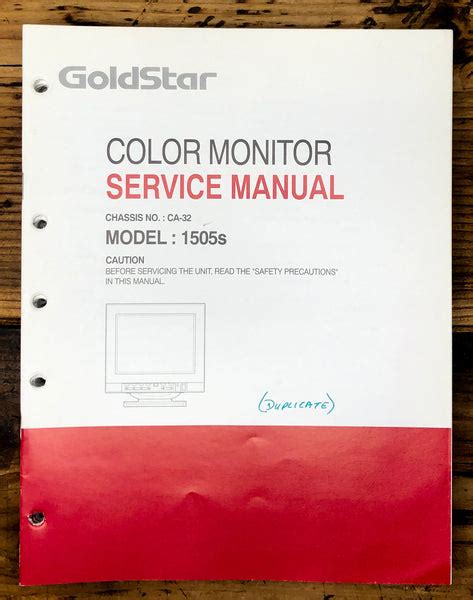 GoldStar
COLOR MONITOR
SERVICE MANUAL
CHASSIS NO. : CA-32
MODEL : 1505s
CAUTION
BEFORE SERVICING THE UNIT, READ THE "SAFETY PRECAUTIONS"
IN THIS MANUAL.
(DUPLICATE)